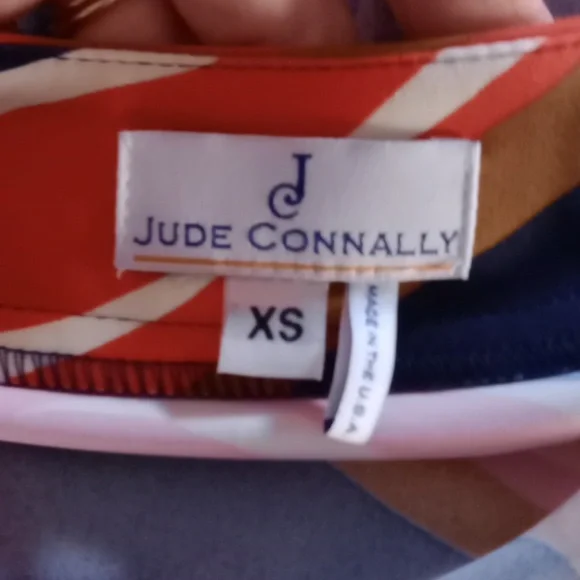 JC
JUDE CONNALLY
XS
MADE IN THE U.S.A